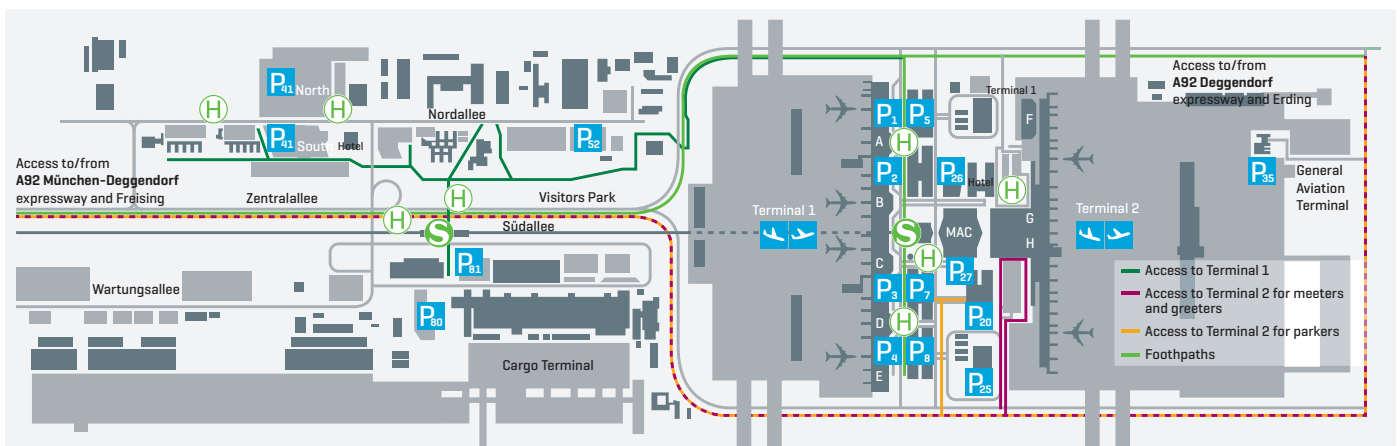 P41 North
H
H
Nordallee
P41 South
Hotel
P52
Access to/from
A92 München-Deggendorf
expressway and Freising
Zentralallee
H
H
Visitors Park
S
Südallee
P81
Wartungsallee
P80
Cargo Terminal
Terminal 1
P1
P5
A
H
P2
B
P26
Hotel
H
S
MAC
C
H
P27
P3
P7
P20
D
H
P4
P8
E
P25
Terminal 1
F
G
H
Terminal 2
Access to/from
A92 Deggendorf
expressway and Erding
P35
General
Aviation
Terminal
Access to Terminal 1
Access to Terminal 2 for meeters
and greeters
Access to Terminal 2 for parkers
Footpaths